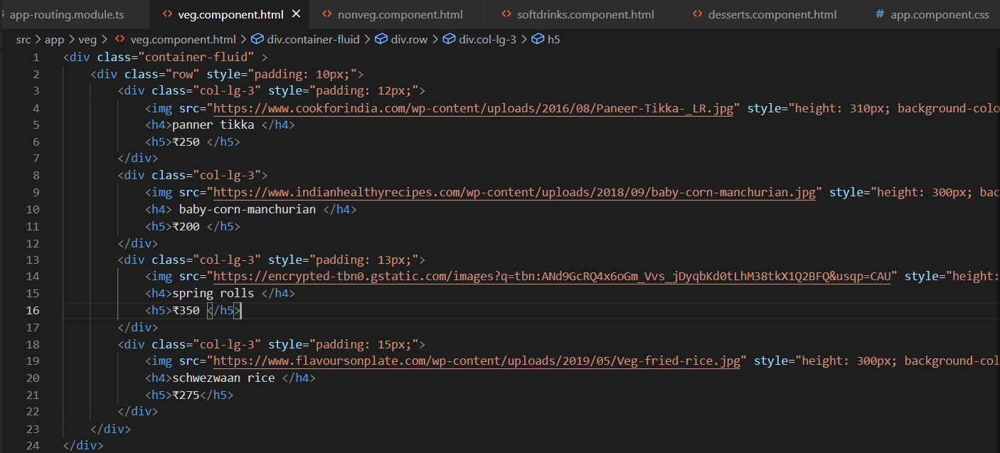 app-routing.module.ts <> veg.component.html × <> nonveg.component.html <> softdrinks.component.html <> desserts.component.html # app.component.css
src > app > veg > <> veg.component.html > div.container-fluid > div.row > div.col-lg-3 > h5
1 <div class="container-fluid" >
2 <div class="row" style="padding: 10px;">
3 <div class="col-lg-3" style="padding: 12px;">
4 <img src="https://www.cookforindia.com/wp-content/uploads/2016/08/Paneer-Tikka-_LR.jpg" style="height: 310px; background-colo
5 <h4>panner tikka </h4>
6 <h5>₹250 </h5>
7 </div>
8 <div class="col-lg-3">
9 <img src="https://www.indianhealthyrecipes.com/wp-content/uploads/2018/09/baby-corn-manchurian.jpg" style="height: 300px; bac
10 <h4> baby-corn-manchurian </h4>
11 <h5>₹200 </h5>
12 </div>
13 <div class="col-lg-3" style="padding: 13px;">
14 <img src="https://encrypted-tbn0.gstatic.com/images?q=tbn:ANd9GcRQ4x6oGm_Vvs_jDyqbKd0tLhM38tkX1Q2BFQ&usqp=CAU" style="height:
15 <h4>spring rolls </h4>
16 <h5>₹350 </h5>
17 </div>
18 <div class="col-lg-3" style="padding: 15px;">
19 <img src="https://www.flavoursonplate.com/wp-content/uploads/2019/05/Veg-fried-rice.jpg" style="height: 300px; background-col
20 <h4>schwezwaan rice </h4>
21 <h5>₹275</h5>
22 </div>
23 </div>
24 </div>